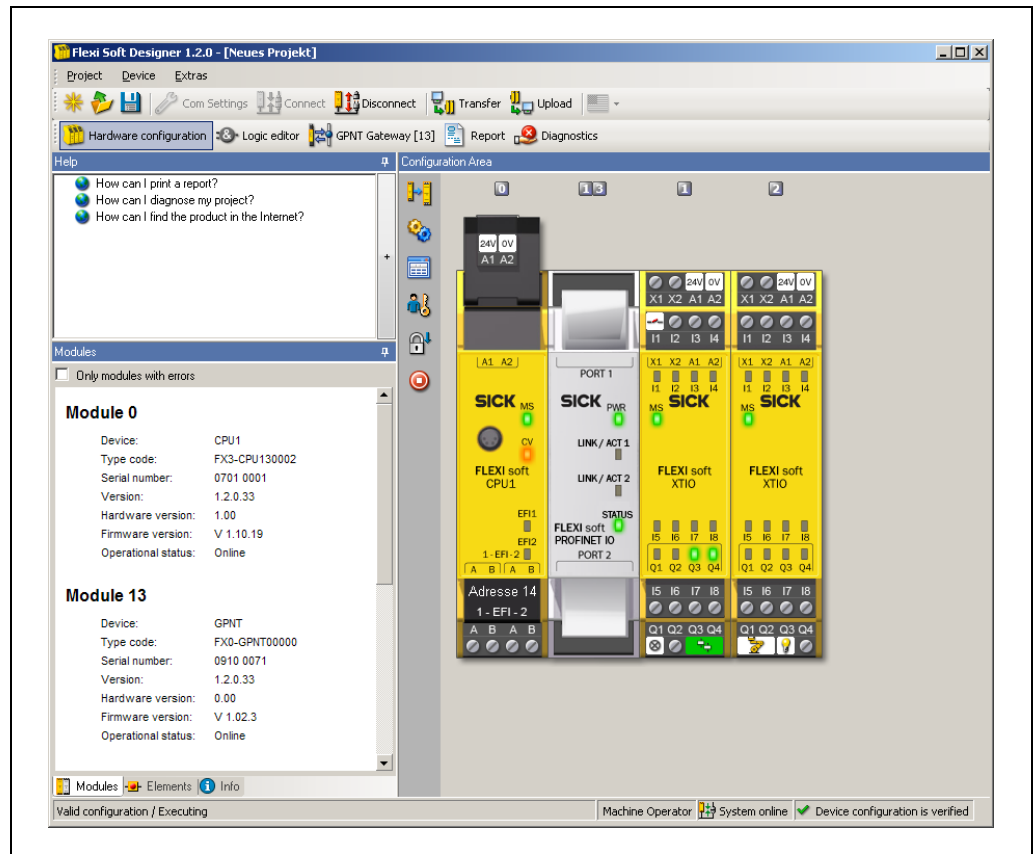 Flexi Soft Designer 1.2.0 - [Neues Projekt]
Project Device Extras
Com Settings Connect Disconnect Transfer Upload
Hardware configuration Logic editor GPNT Gateway [13] Report Diagnostics
Help
How can I print a report?
How can I diagnose my project?
How can I find the product in the Internet?
+
Modules
Only modules with errors
Module 0
Device: CPU1
Type code: FX3-CPU130002
Serial number: 0701 0001
Version: 1.2.0.33
Hardware version: 1.00
Firmware version: V 1.10.19
Operational status: Online
Module 13
Device: GPNT
Type code: FX0-GPNT00000
Serial number: 0910 0071
Version: 1.2.0.33
Hardware version: 0.00
Firmware version: V 1.02.3
Operational status: Online
Modules Elements Info
Configuration Area
0 13 1 2
24V 0V
A1 A2
A1 A2
SICK MS
CV
FLEXI soft
CPU1
EFI1
EFI2
1 - EFI - 2
A B A B
Adresse 14
1 - EFI - 2
A B A B
PORT 1
SICK PWR
LINK / ACT 1
LINK / ACT 2
STATUS
FLEXI soft
PROFINET IO
PORT 2
24V 0V
X1 X2 A1 A2
I1 I2 I3 I4
X1 X2 A1 A2
I1 I2 I3 I4
MS SICK
FLEXI soft
XTIO
I5 I6 I7 I8
Q1 Q2 Q3 Q4
I5 I6 I7 I8
Q1 Q2 Q3 Q4
24V 0V
X1 X2 A1 A2
I1 I2 I3 I4
X1 X2 A1 A2
I1 I2 I3 I4
MS SICK
FLEXI soft
XTIO
I5 I6 I7 I8
Q1 Q2 Q3 Q4
I5 I6 I7 I8
Q1 Q2 Q3 Q4
Valid configuration / Executing Machine Operator System online Device configuration is verified